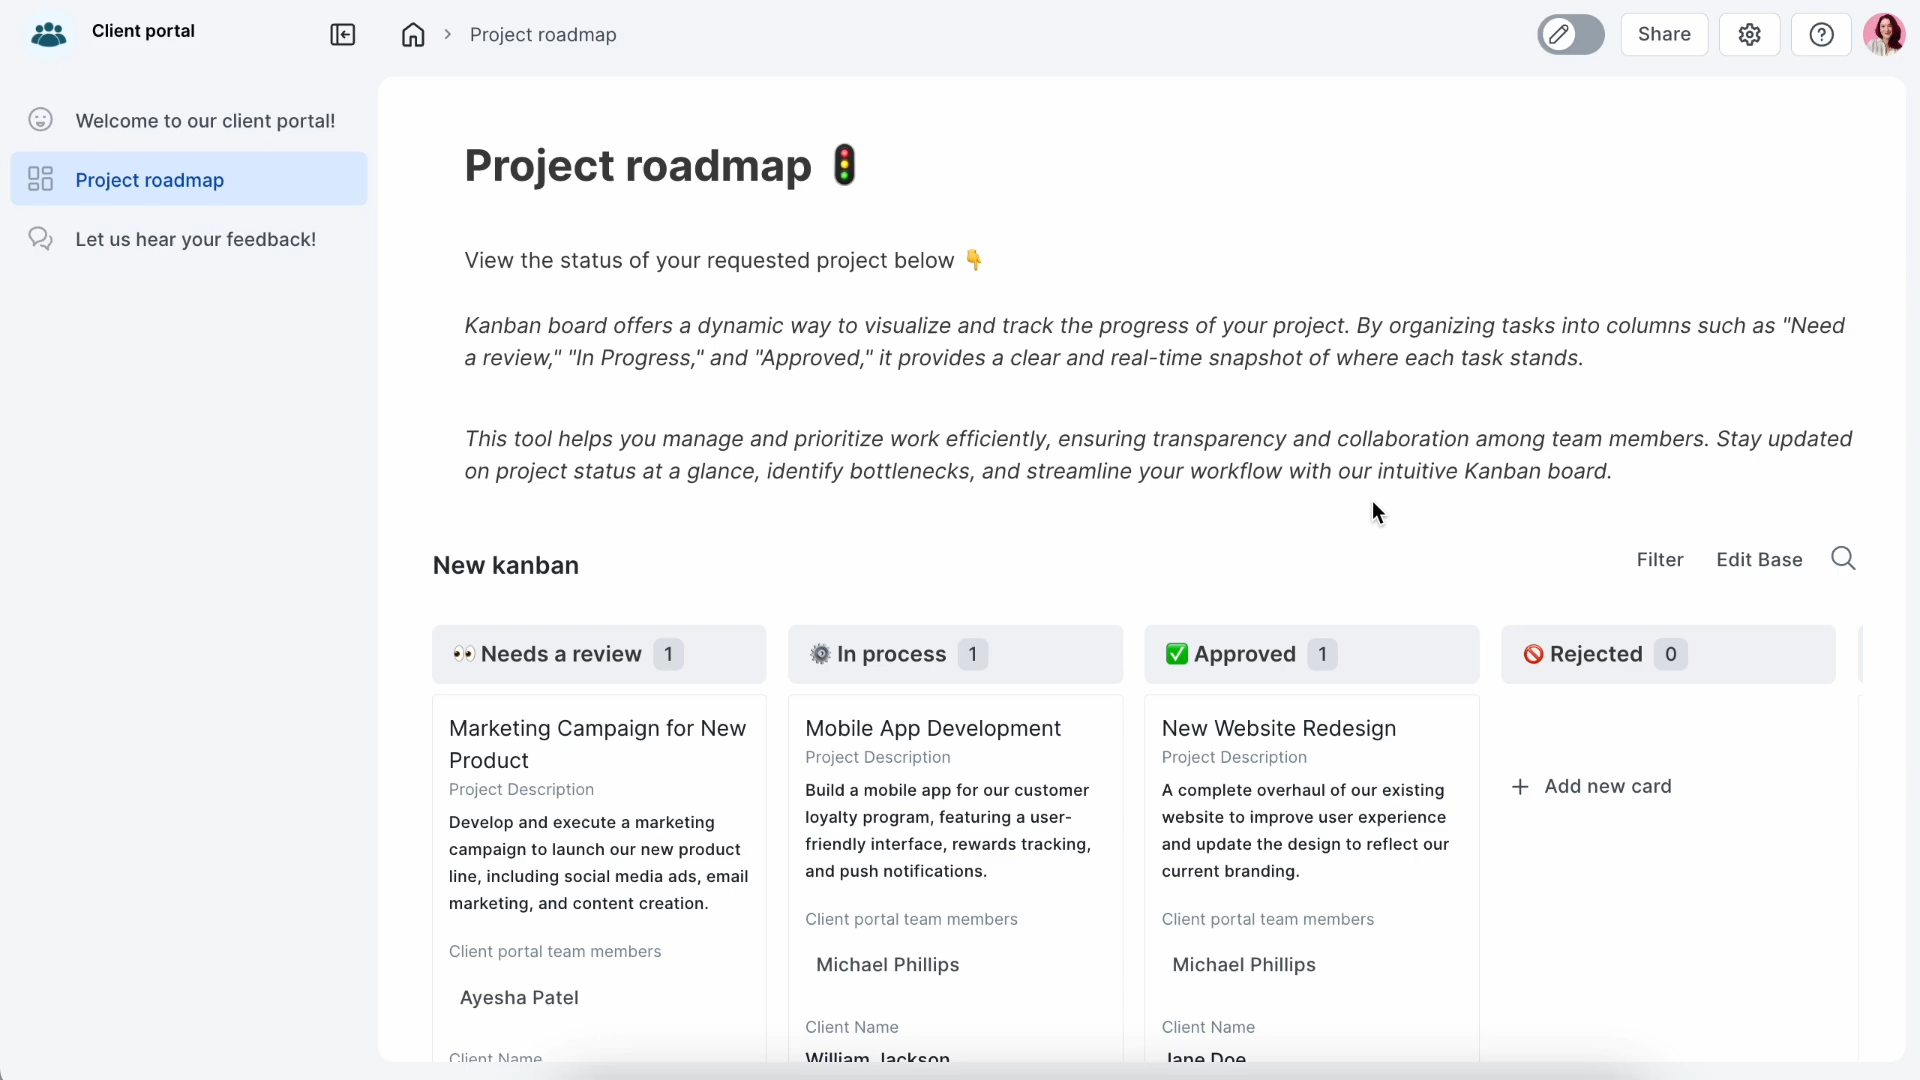 Client portal
Project roadmap
Share
Welcome to our client portal!
Project roadmap
Let us hear your feedback!
Project roadmap 🚦
View the status of your requested project below 👇
Kanban board offers a dynamic way to visualize and track the progress of your project. By organizing tasks into columns such as "Need
a review," "In Progress," and "Approved," it provides a clear and real-time snapshot of where each task stands.
This tool helps you manage and prioritize work efficiently, ensuring transparency and collaboration among team members. Stay updated
on project status at a glance, identify bottlenecks, and streamline your workflow with our intuitive Kanban board.
New kanban
Filter
Edit Base
👀 Needs a review 1
Marketing Campaign for New
Product
Project Description
Develop and execute a marketing
campaign to launch our new product
line, including social media ads, email
marketing, and content creation.
Client portal team members
Ayesha Patel
Client Name
⚙️ In process 1
Mobile App Development
Project Description
Build a mobile app for our customer
loyalty program, featuring a user-
friendly interface, rewards tracking,
and push notifications.
Client portal team members
Michael Phillips
Client Name
William Jackson
✅ Approved 1
New Website Redesign
Project Description
A complete overhaul of our existing
website to improve user experience
and update the design to reflect our
current branding.
Client portal team members
Michael Phillips
Client Name
Jane Doe
🚫 Rejected 0
+ Add new card